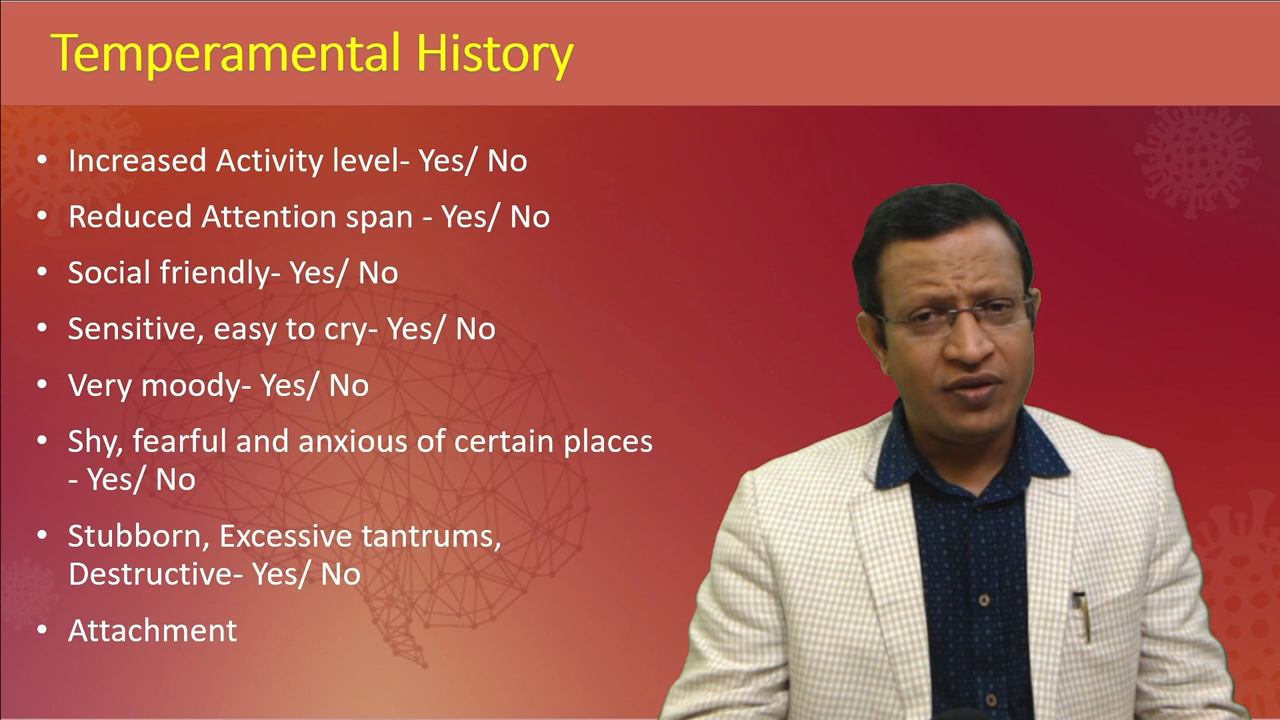 Temperamental History
• Increased Activity level- Yes/ No
• Reduced Attention span - Yes/ No
• Social friendly- Yes/ No
• Sensitive, easy to cry- Yes/ No
• Very moody- Yes/ No
• Shy, fearful and anxious of certain places
- Yes/ No
• Stubborn, Excessive tantrums,
Destructive- Yes/ No
• Attachment